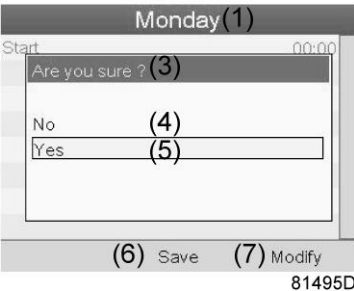 Monday (1)
Start 00:00
Are you sure ? (3)
No (4)
Yes (5)
(6) Save (7) Modify
81495D